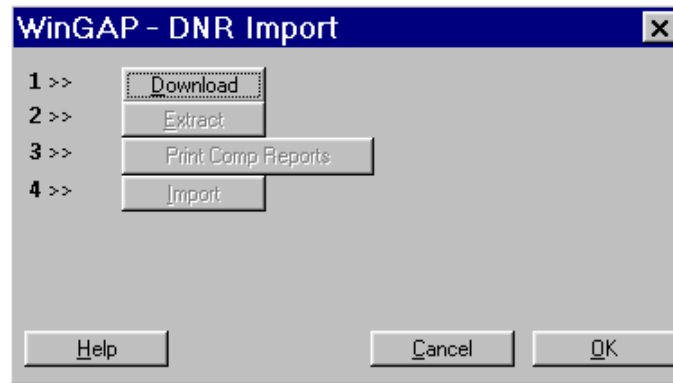 WinGAP - DNR Import
1 >> Download
2 >> Extract
3 >> Print Comp Reports
4 >> Import
Help Cancel OK